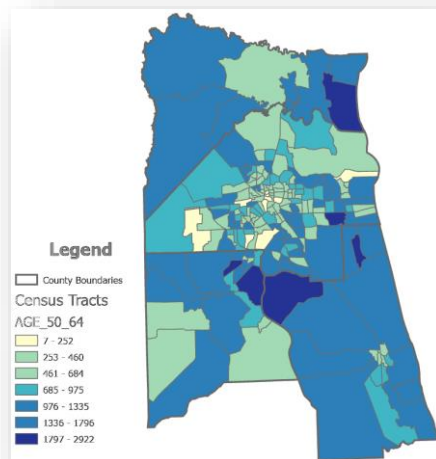 Legend
County Boundaries
Census Tracts
AGE_50_64
7 - 252
253 - 460
461 - 684
685 - 975
976 - 1335
1336 - 1796
1797 - 2922